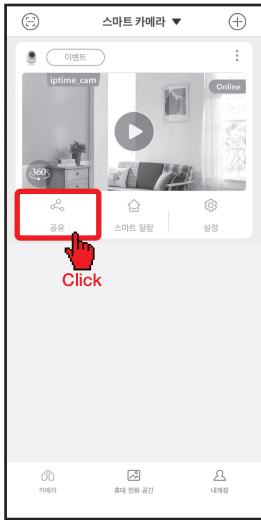 스마트 카메라 ▼
이벤트
iptime_cam
Online
360°
공유
스마트 알람
설정
Click
카메라
휴대 전화 공간
내계정